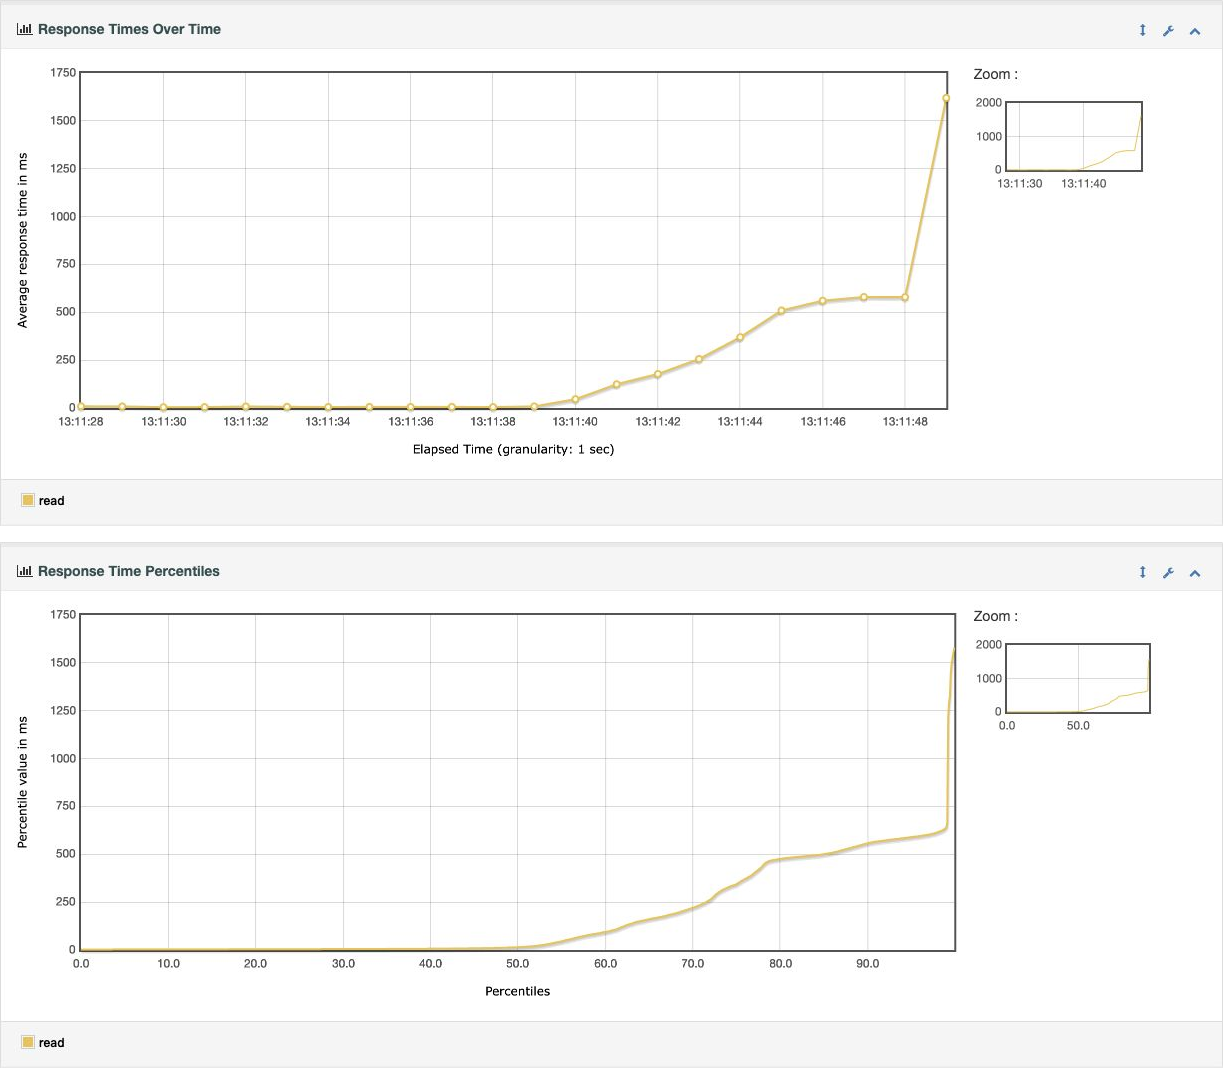 Response Times Over Time
Zoom :
1750
1500
1250
1000
750
500
250
0
Average response time in ms
13:11:28 13:11:30 13:11:32 13:11:34 13:11:36 13:11:38 13:11:40 13:11:42 13:11:44 13:11:46 13:11:48
Elapsed Time (granularity: 1 sec)
2000
1000
0
13:11:30 13:11:40
read
Response Time Percentiles
Zoom :
1750
1500
1250
1000
750
500
250
0
Percentile value in ms
0.0 10.0 20.0 30.0 40.0 50.0 60.0 70.0 80.0 90.0
Percentiles
2000
1000
0
0.0 50.0
read